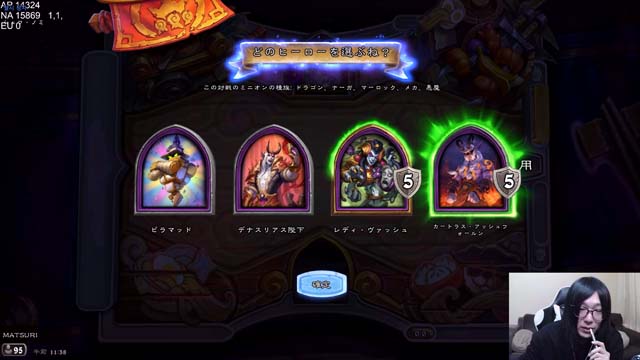 AP 14324
NA 15869 1,1,
EU 0
どのヒーローを選ぶね？
この対戦のミニオンの種族: ドラゴン、ナーガ、マーロック、メカ、悪魔
5
5
用
ピラマッド
デナスリアス陛下
レディ・ヴァッシュ
カートラス・アッシュフォールン
確定
MATSURI
95
午前 11:38